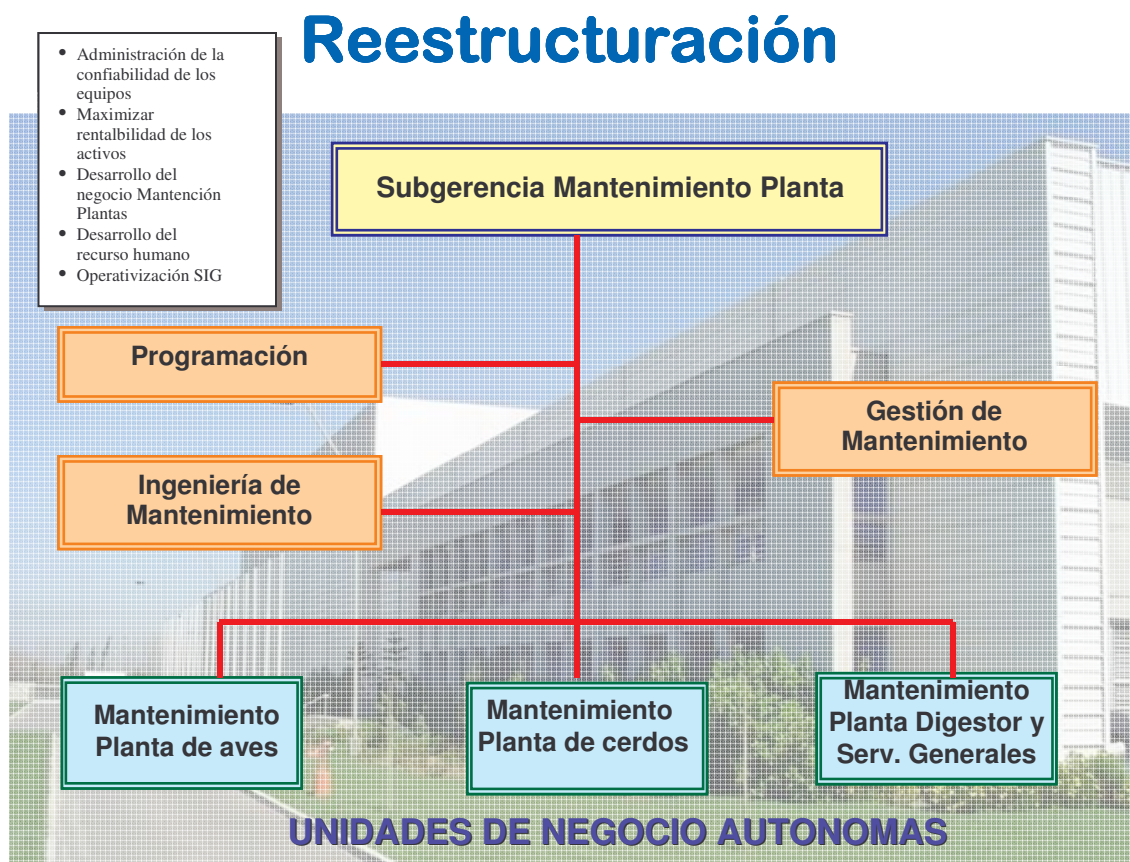 Reestructuración
• Administración de la
confiabilidad de los
equipos
• Maximizar
rentalbilidad de los
activos
• Desarrollo del
negocio Mantención
Plantas
• Desarrollo del
recurso humano
• Operativización SIG
Subgerencia Mantenimiento Planta
Programación
Gestión de
Mantenimiento
Ingeniería de
Mantenimiento
Mantenimiento
Planta de aves
Mantenimiento
Planta de cerdos
Mantenimiento
Planta Digestor y
Serv. Generales
UNIDADES DE NEGOCIO AUTONOMAS